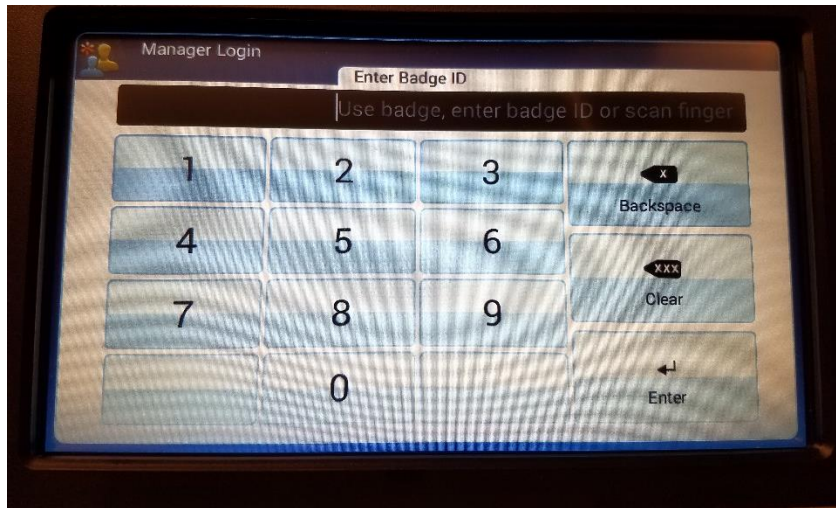 Manager Login
Enter Badge ID
Use badge, enter badge ID or scan finger
1 2 3
X
Backspace
4 5 6
XXX
Clear
7 8 9
0
Enter